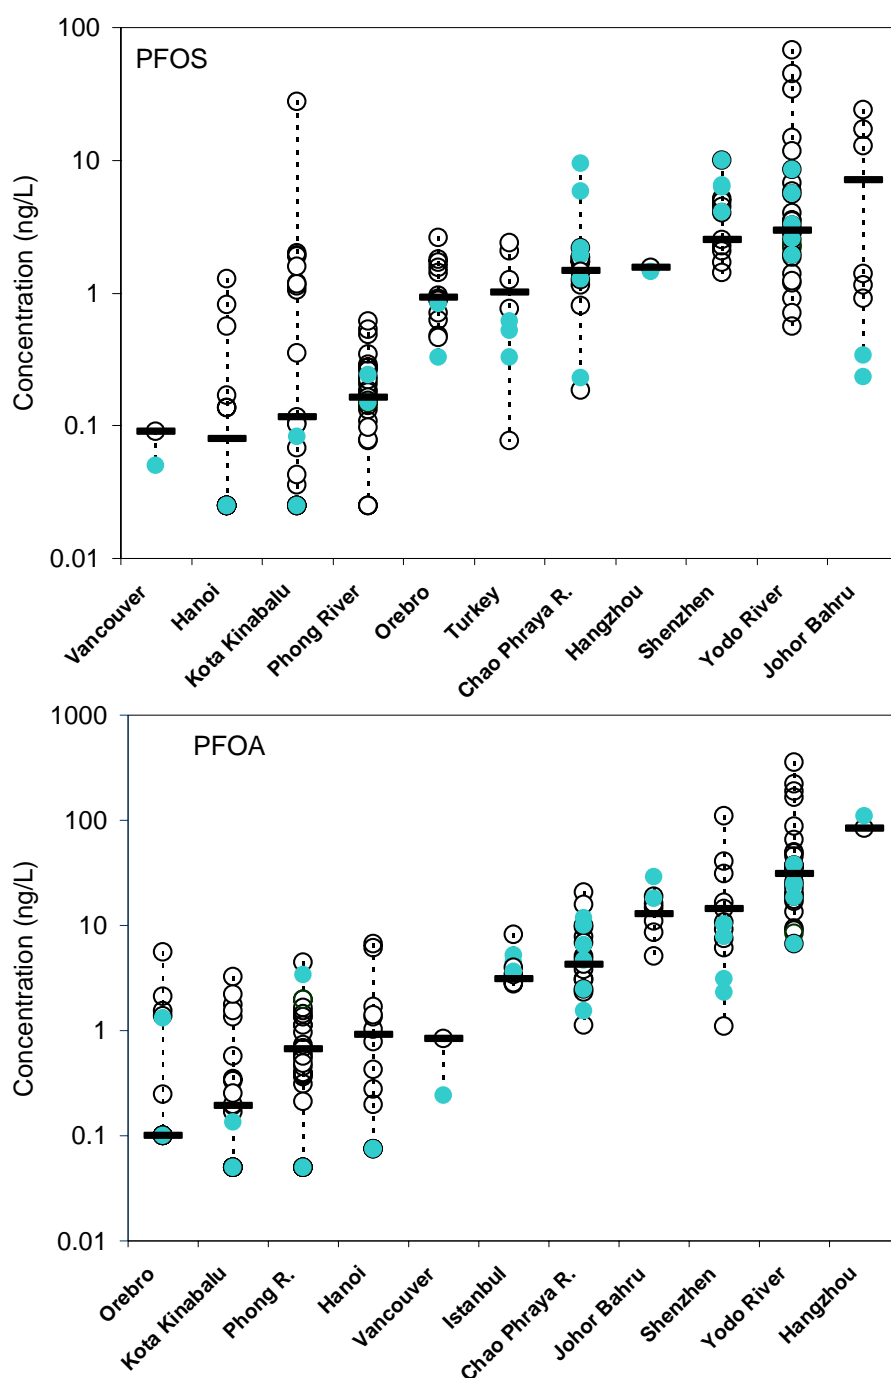 100
PFOS
10
1
0.1
0.01
Concentration (ng/L)
Vancouver
Hanoi
Kota Kinabalu
Phong River
Orebro
Turkey
Chao Phraya R.
Hangzhou
Shenzhen
Yodo River
Johor Bahru
1000
PFOA
100
10
1
0.1
0.01
Concentration (ng/L)
Orebro
Kota Kinabalu
Phong R.
Hanoi
Vancouver
Istanbul
Chao Phraya R.
Johor Bahru
Shenzhen
Yodo River
Hangzhou